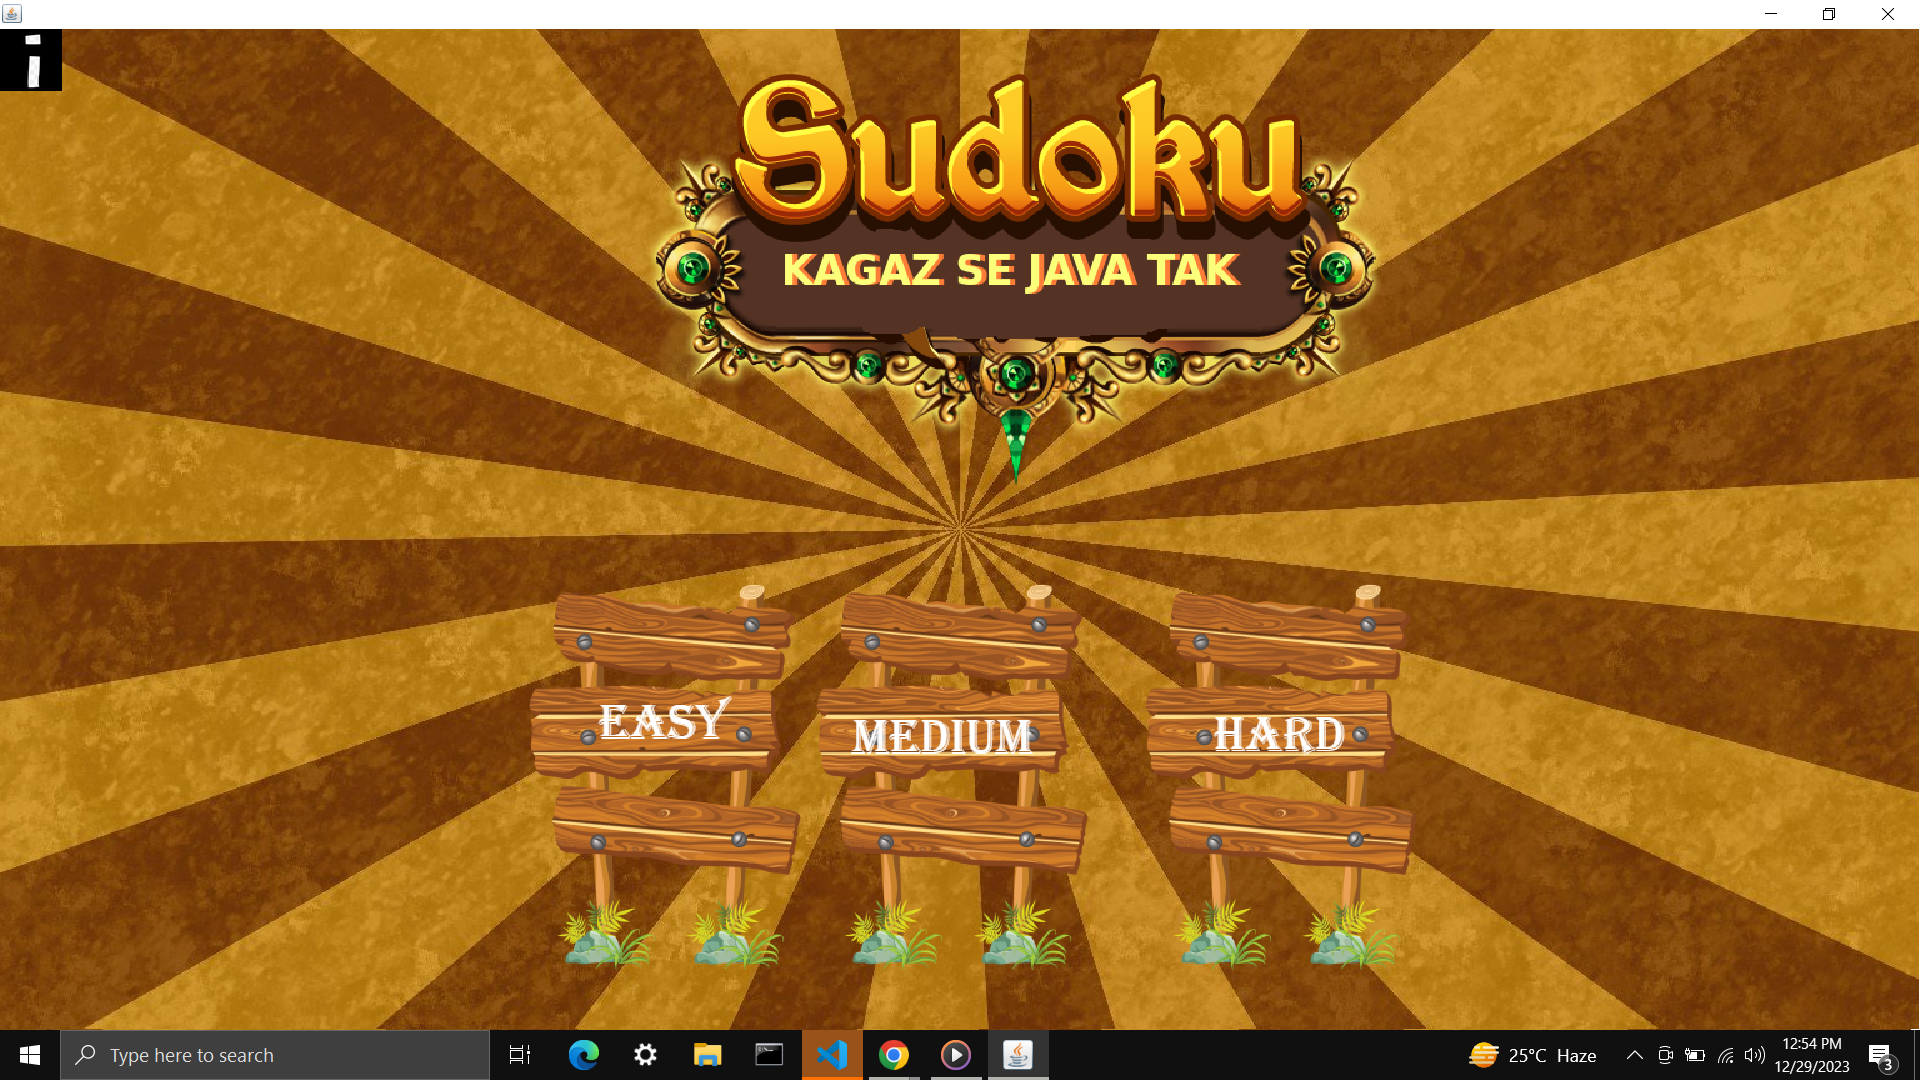 i
Sudoku
KAGAZ SE JAVA TAK
EASY
MEDIUM
HARD
Type here to search
25°C Haze
12:54 PM
12/29/2023
3